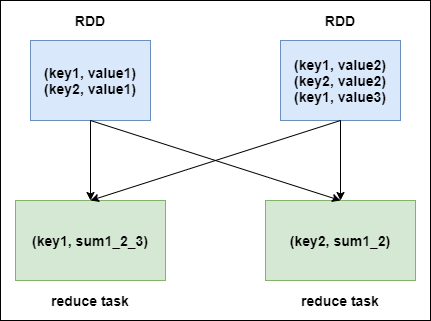 RDD
RDD
(key1, value1)
(key2, value1)
(key1, value2)
(key2, value2)
(key1, value3)
(key1, sum1_2_3)
(key2, sum1_2)
reduce task
reduce task